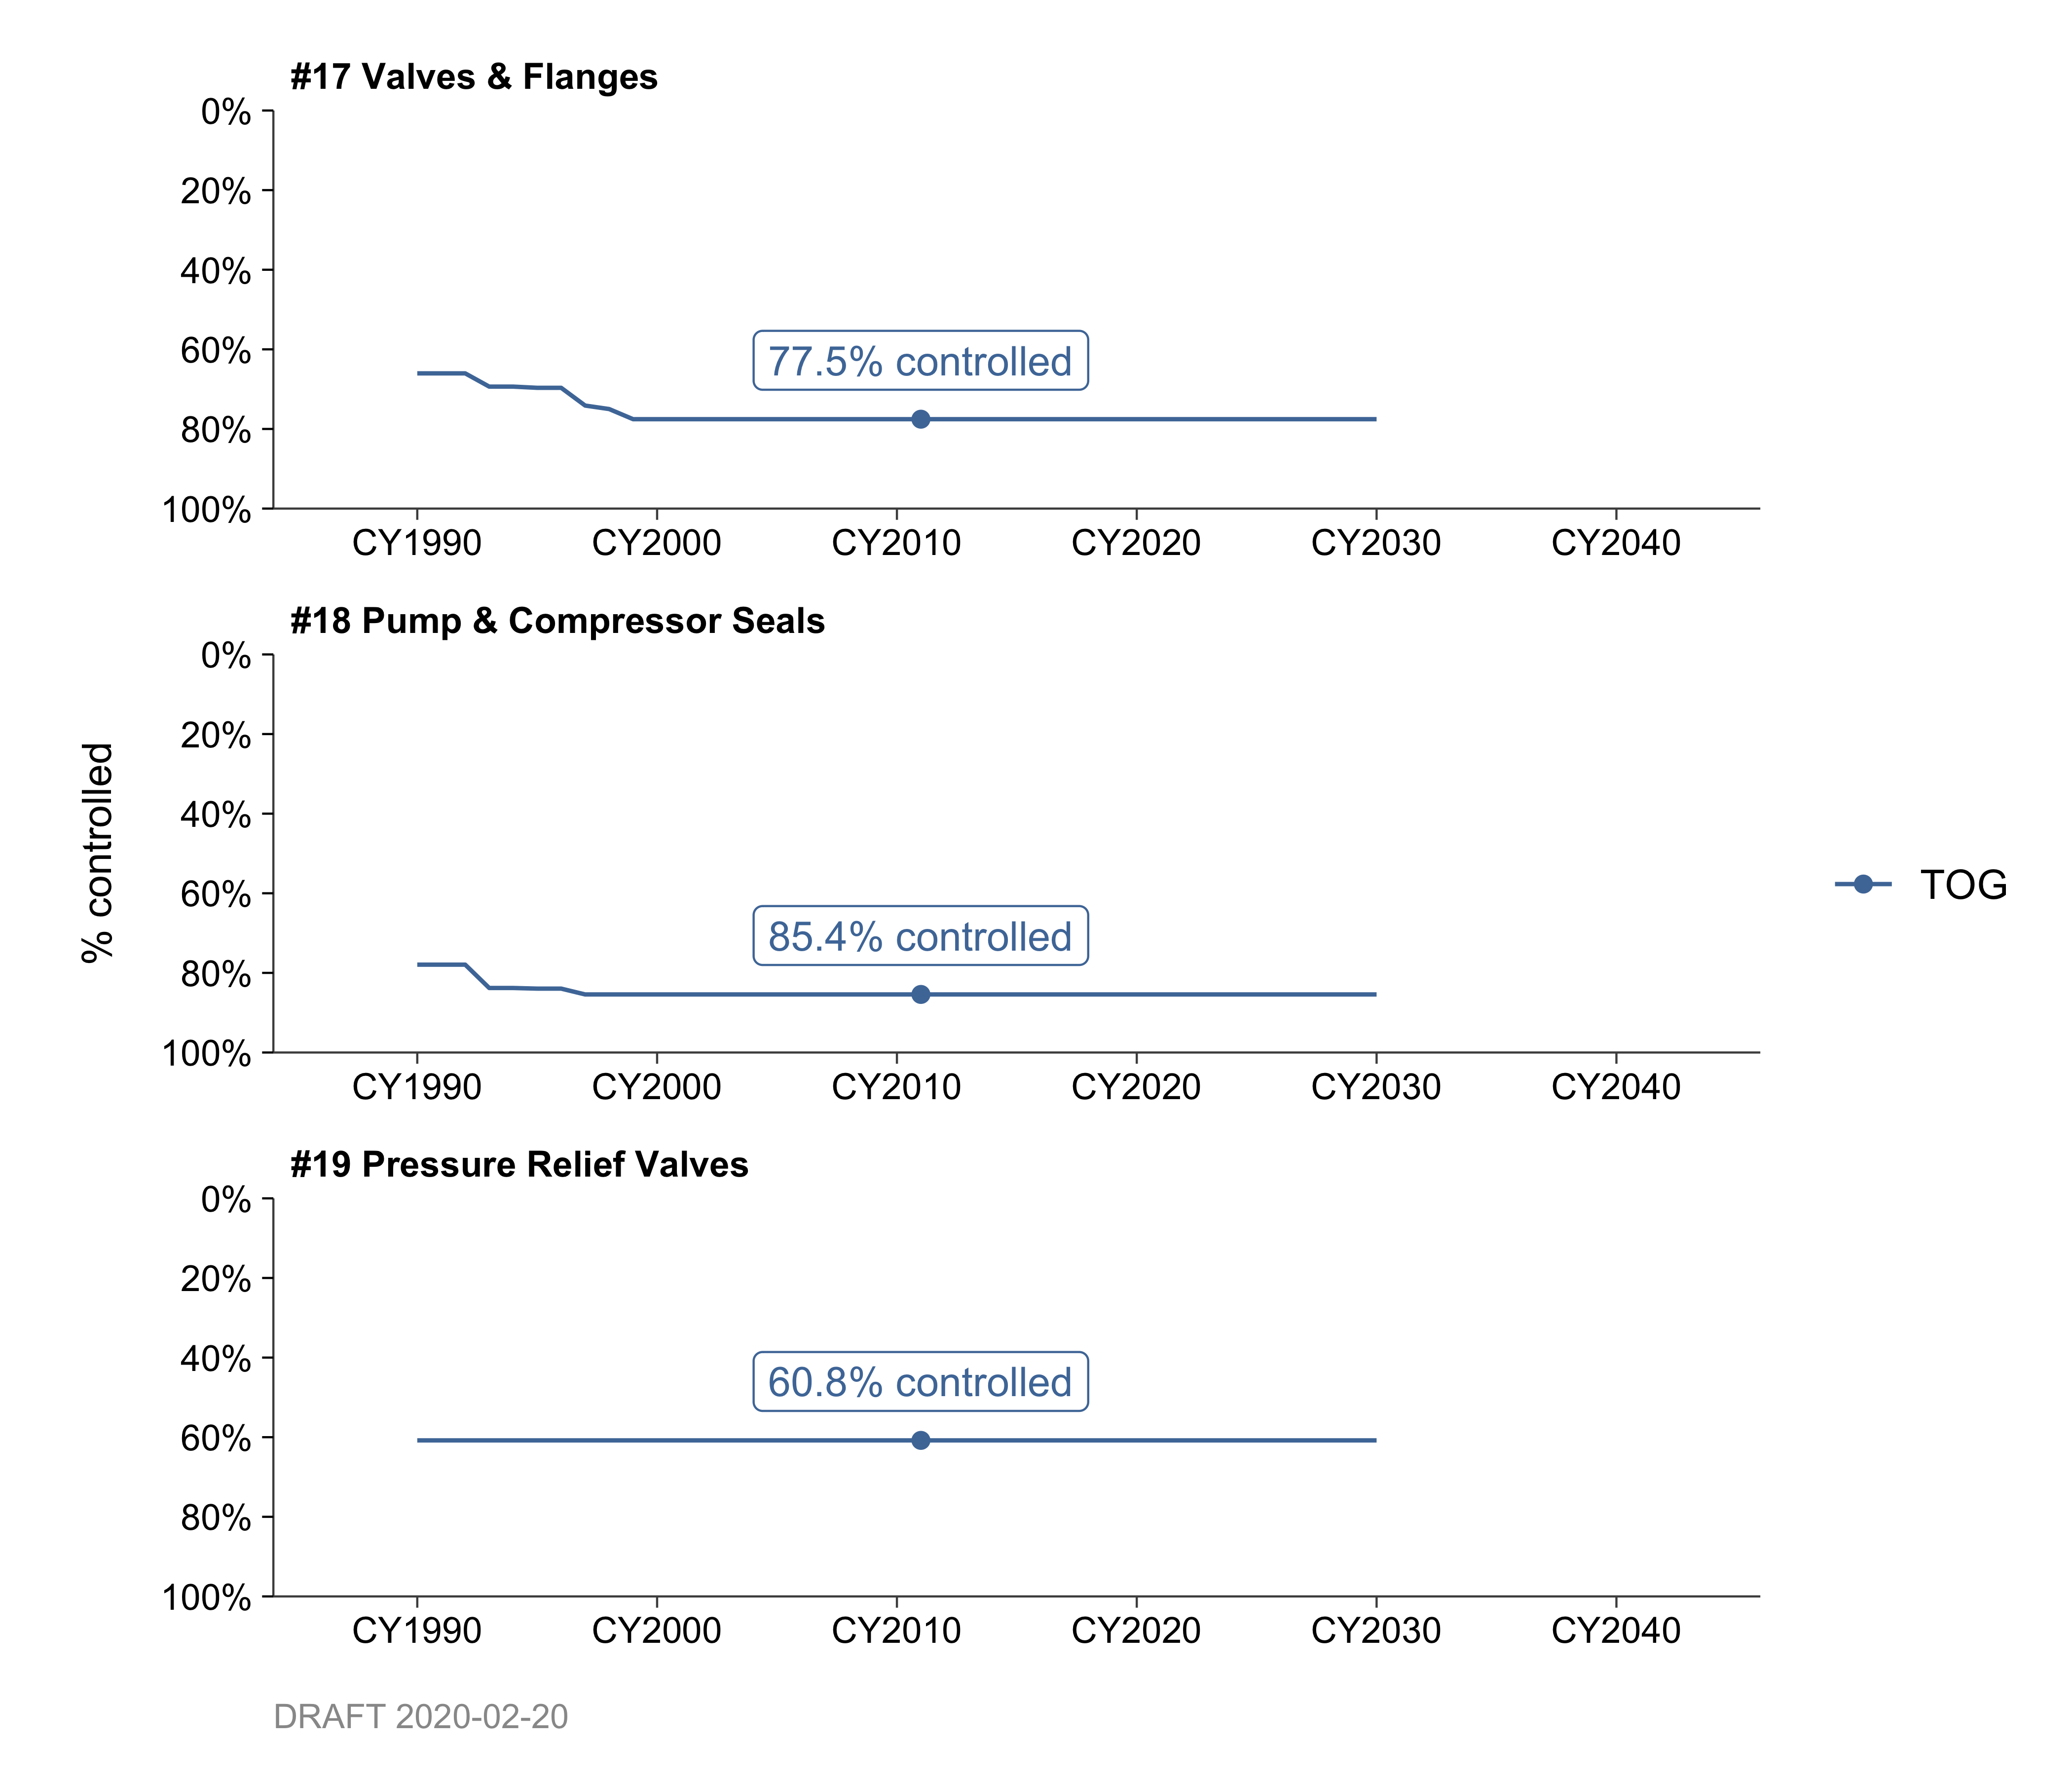 #17 Valves & Flanges
0%
20%
40%
60%
80%
100%
77.5% controlled
CY1990 CY2000 CY2010 CY2020 CY2030 CY2040
#18 Pump & Compressor Seals
0%
20%
40%
60%
80%
100%
85.4% controlled
CY1990 CY2000 CY2010 CY2020 CY2030 CY2040
% controlled
TOG
#19 Pressure Relief Valves
0%
20%
40%
60%
80%
100%
60.8% controlled
CY1990 CY2000 CY2010 CY2020 CY2030 CY2040
DRAFT 2020-02-20